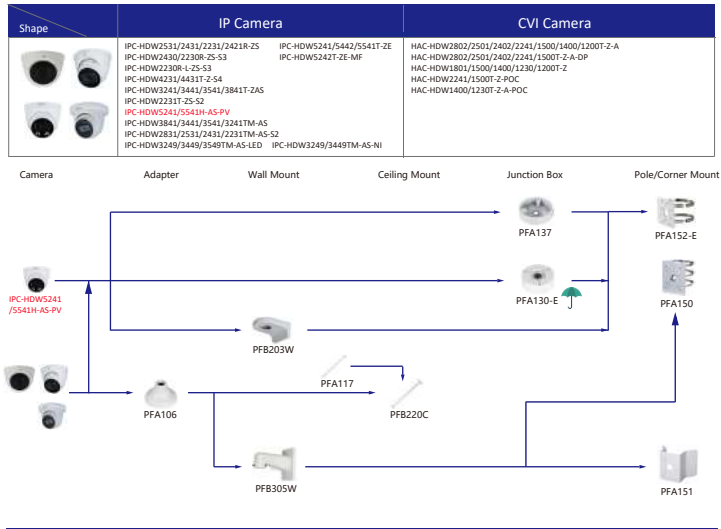 Shape
IP Camera
CVI Camera
IPC-HDW2531/2431/2231/2421R-ZS IPC-HDW5241/5442/5541T-ZE
IPC-HDW2430/2230R-ZS-S3 IPC-HDW5242T-ZE-MF
IPC-HDW2230R-L-ZS-S3
IPC-HDW4231/4431T-Z-S4
IPC-HDW3241/3441/3541/3841T-ZAS
IPC-HDW2231T-ZS-S2
IPC-HDW5241/5541H-AS-PV
IPC-HDW3841/3441/3541/3241TM-AS
IPC-HDW2831/2531/2431/2231TM-AS-S2
IPC-HDW3249/3449/3549TM-AS-LED IPC-HDW3249/3449TM-AS-NI
HAC-HDW2802/2501/2402/2241/1500/1400/1200T-Z-A
HAC-HDW2802/2501/2402/2241/1500T-Z-A-DP
HAC-HDW1801/1500/1400/1230/1200T-Z
HAC-HDW2241/1500T-Z-POC
HAC-HDW1400/1230T-Z-A-POC
Camera Adapter Wall Mount Ceiling Mount Junction Box Pole/Corner Mount
PFA137
PFA152-E
IPC-HDW5241
/5541H-AS-PV
PFA130-E
PFA150
PFB203W
PFA117
PFA106
PFB220C
PFB305W
PFA151